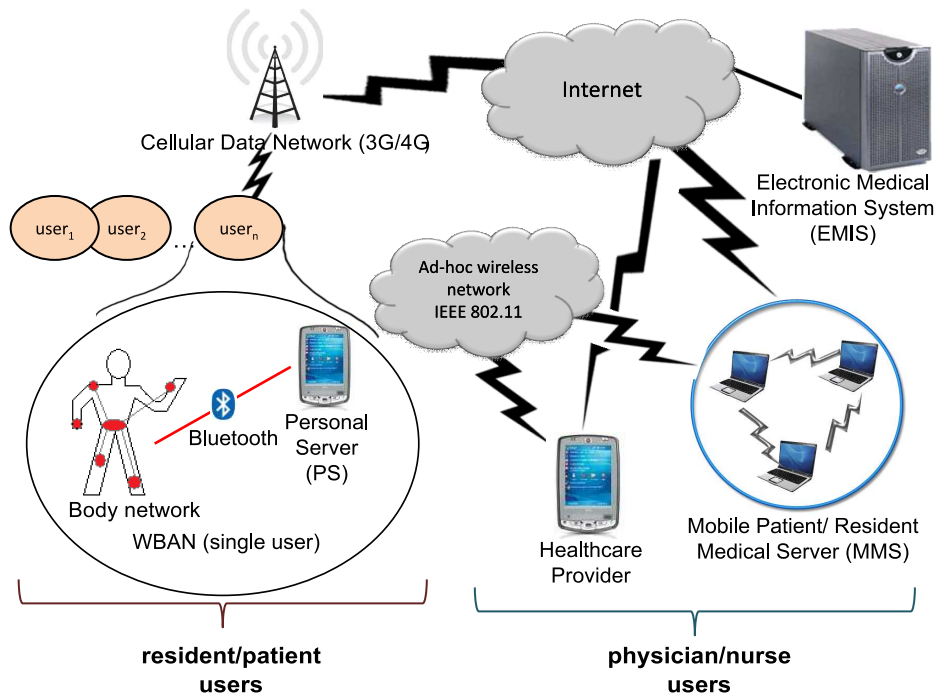 Cellular Data Network (3G/4G)
Internet
Electronic Medical
Information System
(EMIS)
user1
user2
...
usern
Ad-hoc wireless
network
IEEE 802.11
Bluetooth
Personal
Server
(PS)
Body network
WBAN (single user)
Healthcare
Provider
Mobile Patient/ Resident
Medical Server (MMS)
resident/patient
users
physician/nurse
users